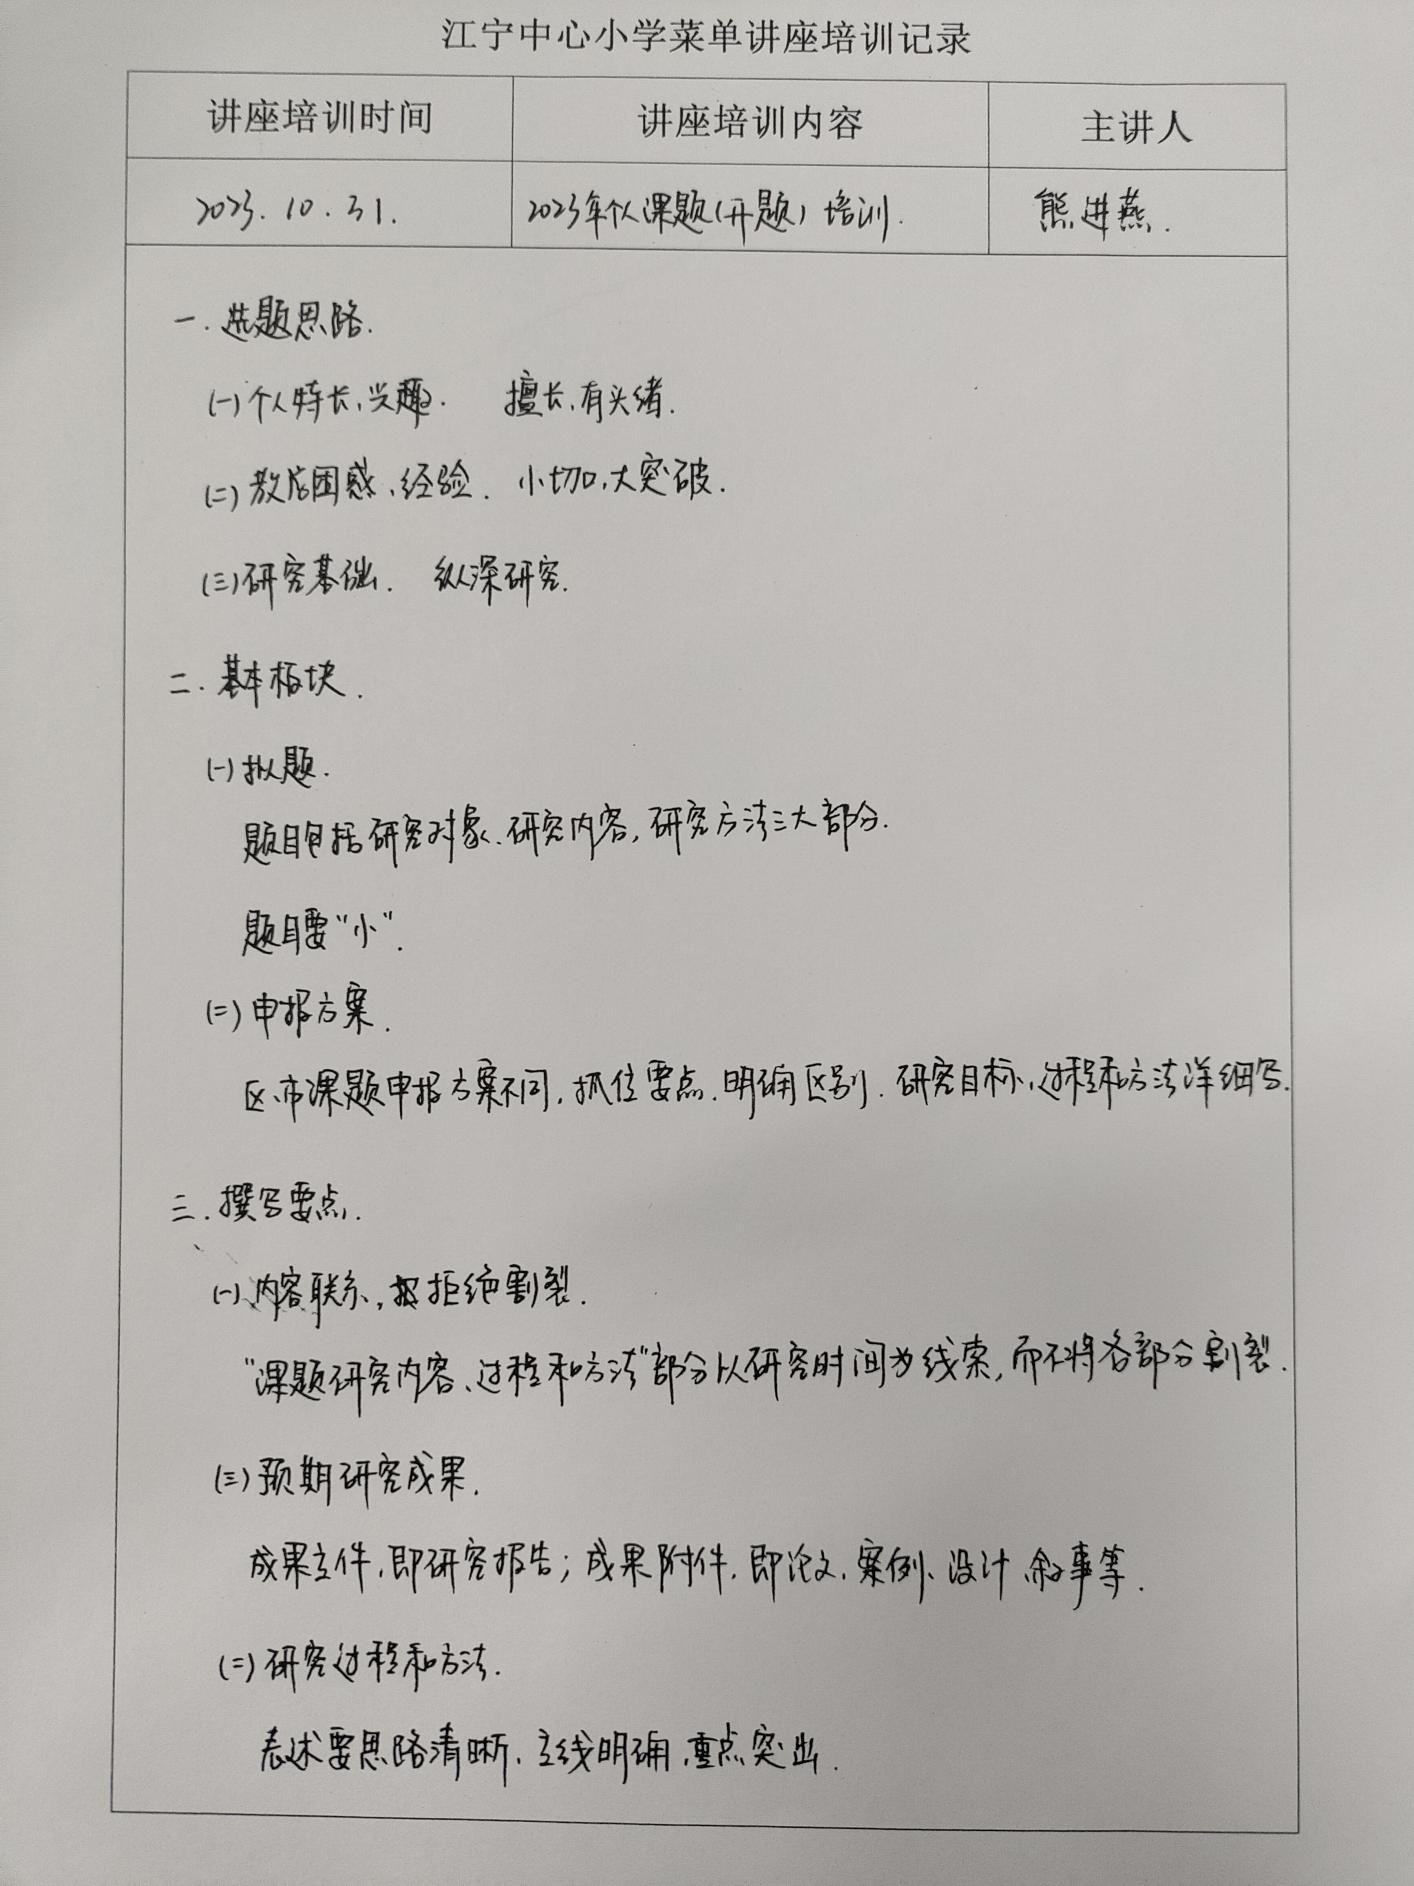 江宁中心小学菜单讲座培训记录
讲座培训时间 讲座培训内容 主讲人
2023.10.31. 2023年个人课题(开题)培训. 熊进燕.
一.选题思路.
(一)个人特长,兴趣. 擅长,有头绪.
(二)教后困惑,经验. 小切口,大突破.
(三)研究基础. 纵深研究.
二.基本板块.
(一)拟题.
题目包括研究对象、研究内容,研究方法三大部分.
题目要“小”.
(二)申报方案.
区、市课题申报方案不同,抓住要点,明确区别.研究目标、过程和方法详细写.
三.撰写要点.
(一)内容联系,拒绝割裂.
“课题研究内容、过程和方法”部分以研究时间为线索,而不将各部分割裂.
(三)预期研究成果.
成果主件,即研究报告;成果附件,即论文、案例、设计、叙事等.
(二)研究过程和方法.
表述要思路清晰,主线明确,重点突出.